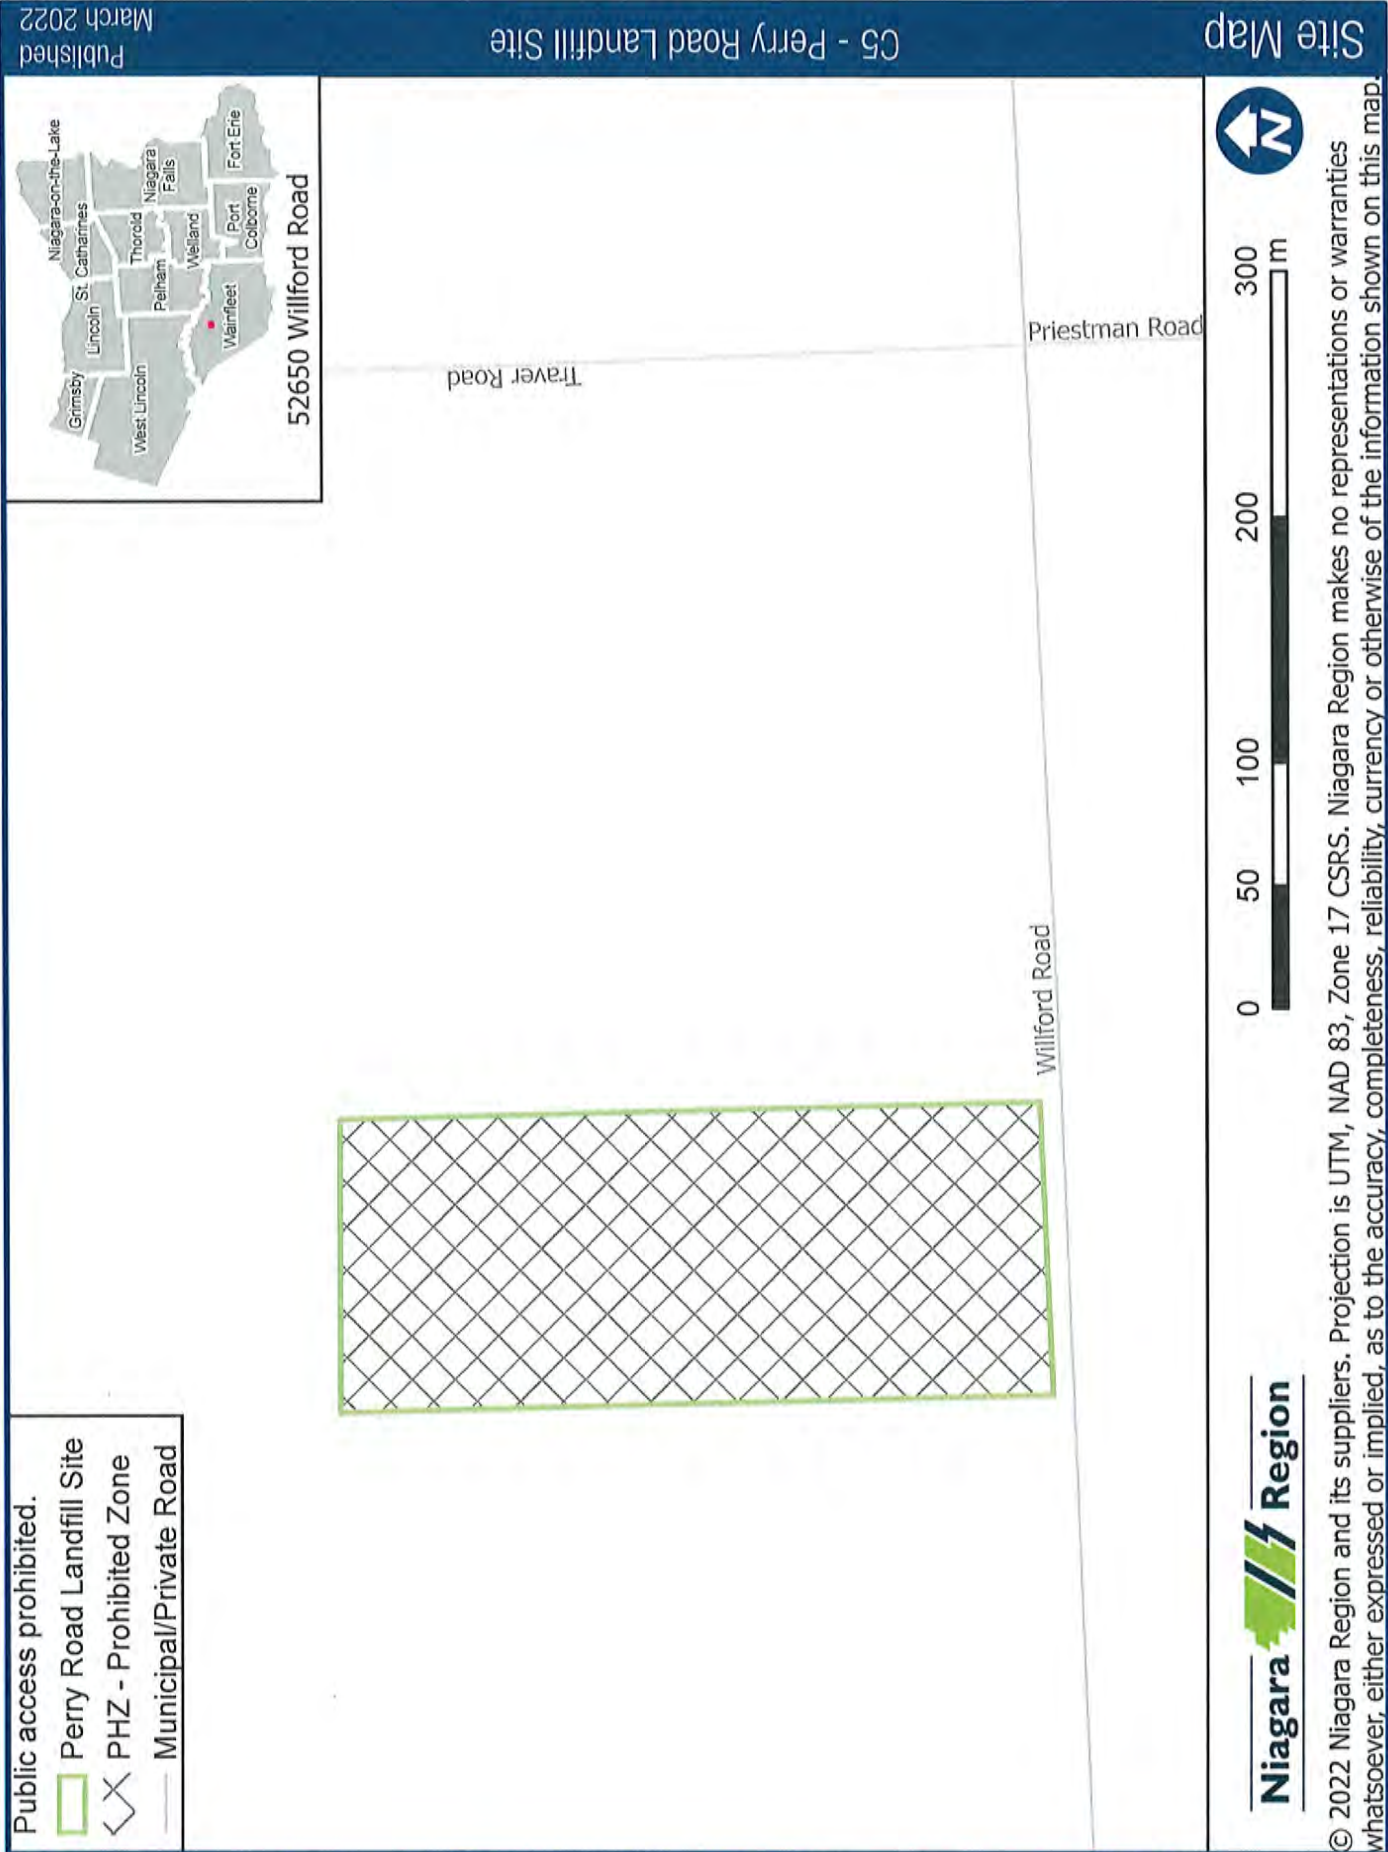 Site Map
C5 - Perry Road Landfill Site
Published
March 2022
Public access prohibited.
Perry Road Landfill Site
PHZ - Prohibited Zone
Municipal/Private Road
Grimsby
Lincoln
St. Catharines
Niagara-on-the-Lake
West Lincoln
Pelham
Thorold
Niagara
Falls
Welland
Wainfleet
Port
Colborne
Fort Erie
52650 Willford Road
Traver Road
Willford Road
Priestman Road
Niagara Region
0 50 100 200 300
m
N
© 2022 Niagara Region and its suppliers. Projection is UTM, NAD 83, Zone 17 CSRS. Niagara Region makes no representations or warranties
whatsoever, either expressed or implied, as to the accuracy, completeness, reliability, currency or otherwise of the information shown on this map.